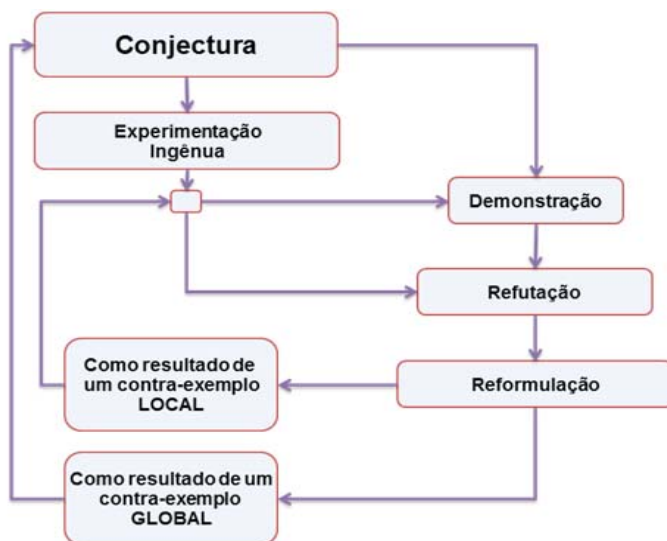 Conjectura
Experimentação
Ingênua
Demonstração
Refutação
Reformulação
Como resultado de
um contra-exemplo
LOCAL
Como resultado de um
contra-exemplo
GLOBAL